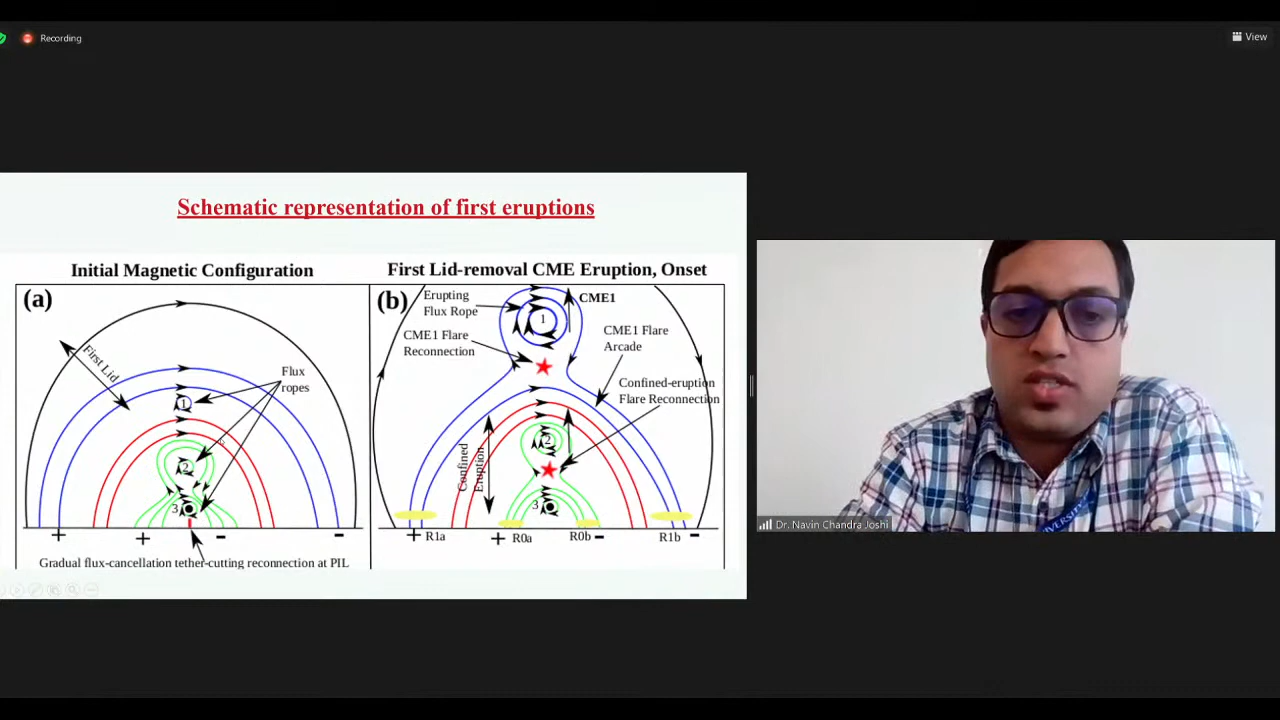 Recording
View
Schematic representation of first eruptions
Initial Magnetic Configuration
(a)
First Lid
Flux
ropes
1
2
3
+
+
-
-
Gradual flux-cancellation tether-cutting reconnection at PIL
First Lid-removal CME Eruption, Onset
(b)
Erupting
Flux Rope
CME1
1
CME1 Flare
Reconnection
CME1 Flare
Arcade
Confined-eruption
Flare Reconnection
Confined
Eruption
2
3
+ R1a
+ R0a
R0b -
R1b -
VERSITY
Dr. Navin Chandra Joshi